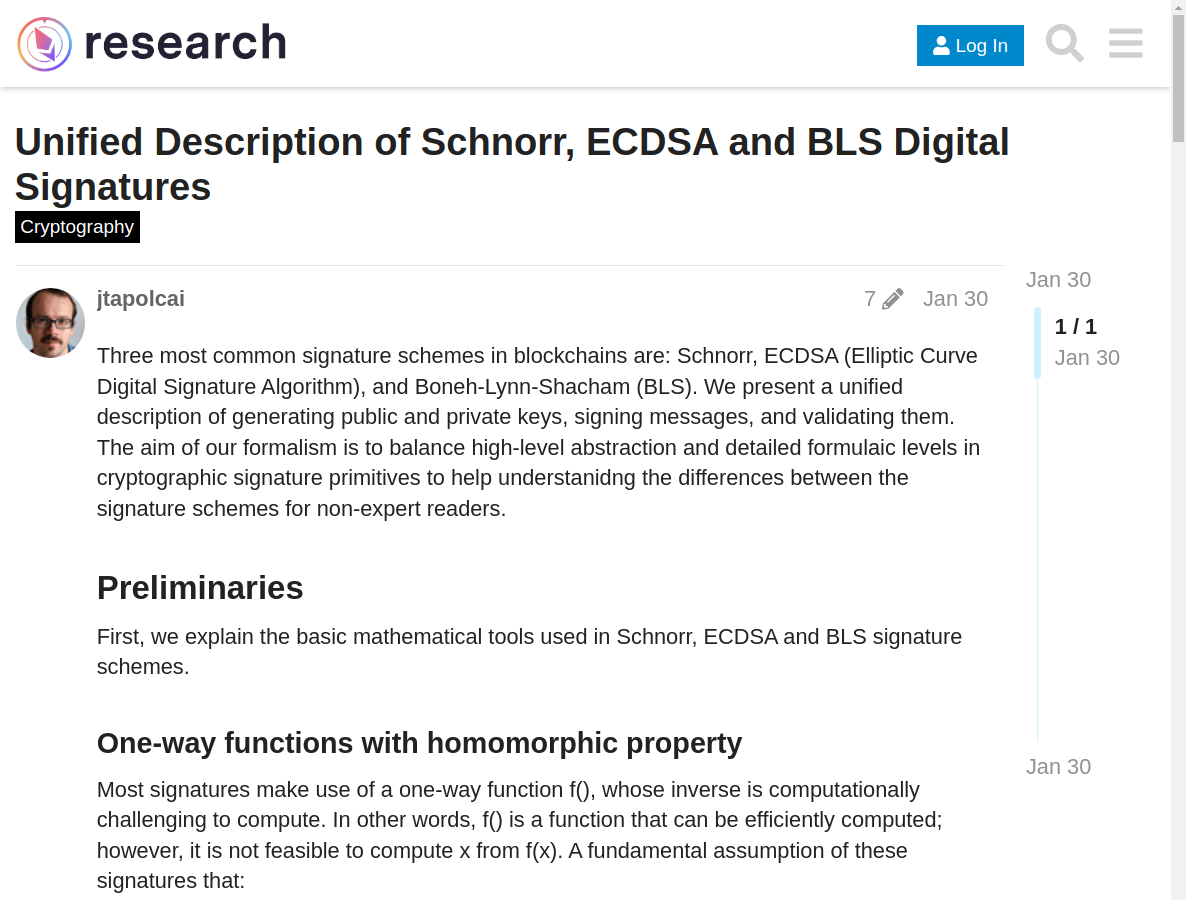 research
Log In
Unified Description of Schnorr, ECDSA and BLS Digital
Signatures
Cryptography
jtapolcai
7
Jan 30
Jan 30
1 / 1
Jan 30
Three most common signature schemes in blockchains are: Schnorr, ECDSA (Elliptic Curve
Digital Signature Algorithm), and Boneh-Lynn-Shacham (BLS). We present a unified
description of generating public and private keys, signing messages, and validating them.
The aim of our formalism is to balance high-level abstraction and detailed formulaic levels in
cryptographic signature primitives to help understanidng the differences between the
signature schemes for non-expert readers.
Preliminaries
First, we explain the basic mathematical tools used in Schnorr, ECDSA and BLS signature
schemes.
One-way functions with homomorphic property
Jan 30
Most signatures make use of a one-way function f(), whose inverse is computationally
challenging to compute. In other words, f() is a function that can be efficiently computed;
however, it is not feasible to compute x from f(x). A fundamental assumption of these
signatures that: